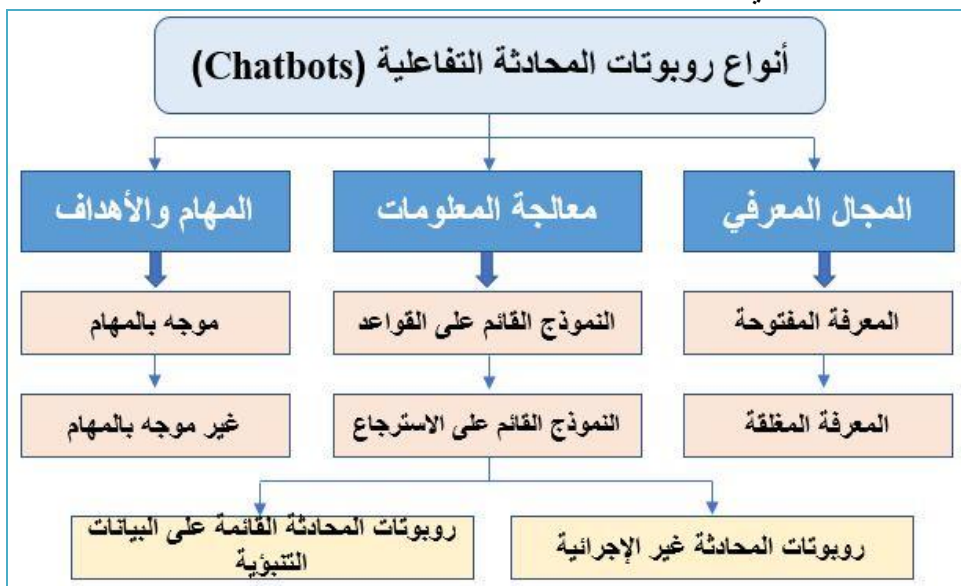 أنواع روبوتات المحادثة التفاعلية (Chatbots)
المجال المعرفي
معالجة المعلومات
المهام والأهداف
المعرفة المفتوحة
النموذج القائم على القواعد
موجه بالمهام
المعرفة المغلقة
النموذج القائم على الاسترجاع
غير موجه بالمهام
روبوتات المحادثة غير الإجرائية
روبوتات المحادثة القائمة على البيانات
التنبؤية